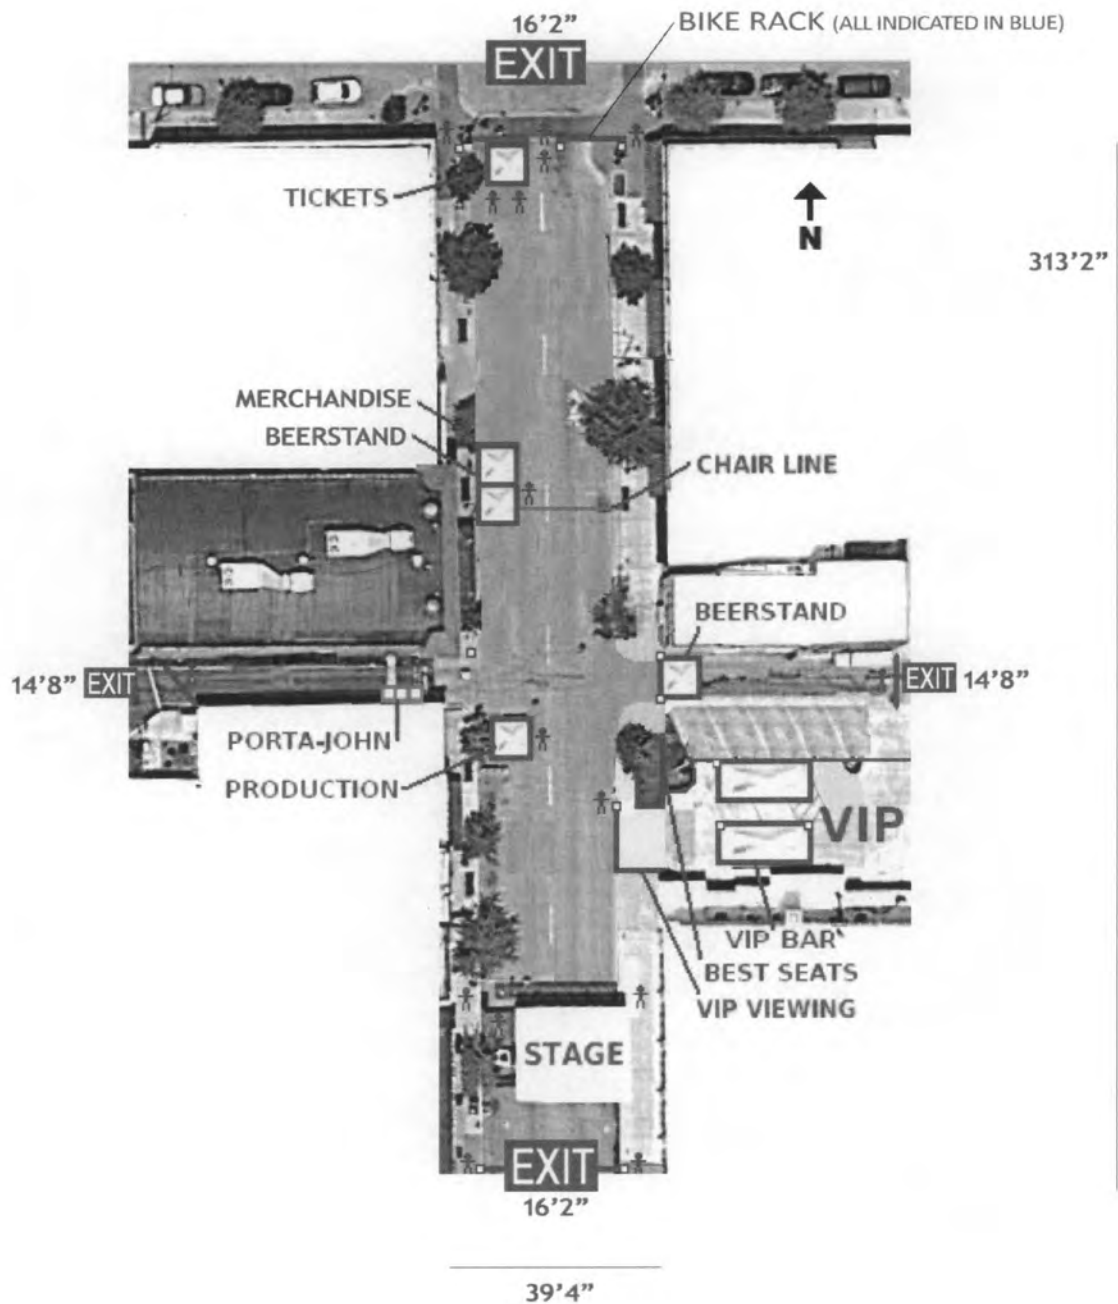 16'2"
BIKE RACK (ALL INDICATED IN BLUE)
EXIT
TICKETS
N
313'2"
MERCHANDISE
BEERSTAND
CHAIR LINE
BEERSTAND
14'8" EXIT
EXIT 14'8"
PORTA-JOHN
PRODUCTION
VIP
VIP BAR
BEST SEATS
VIP VIEWING
STAGE
EXIT
16'2"
39'4"